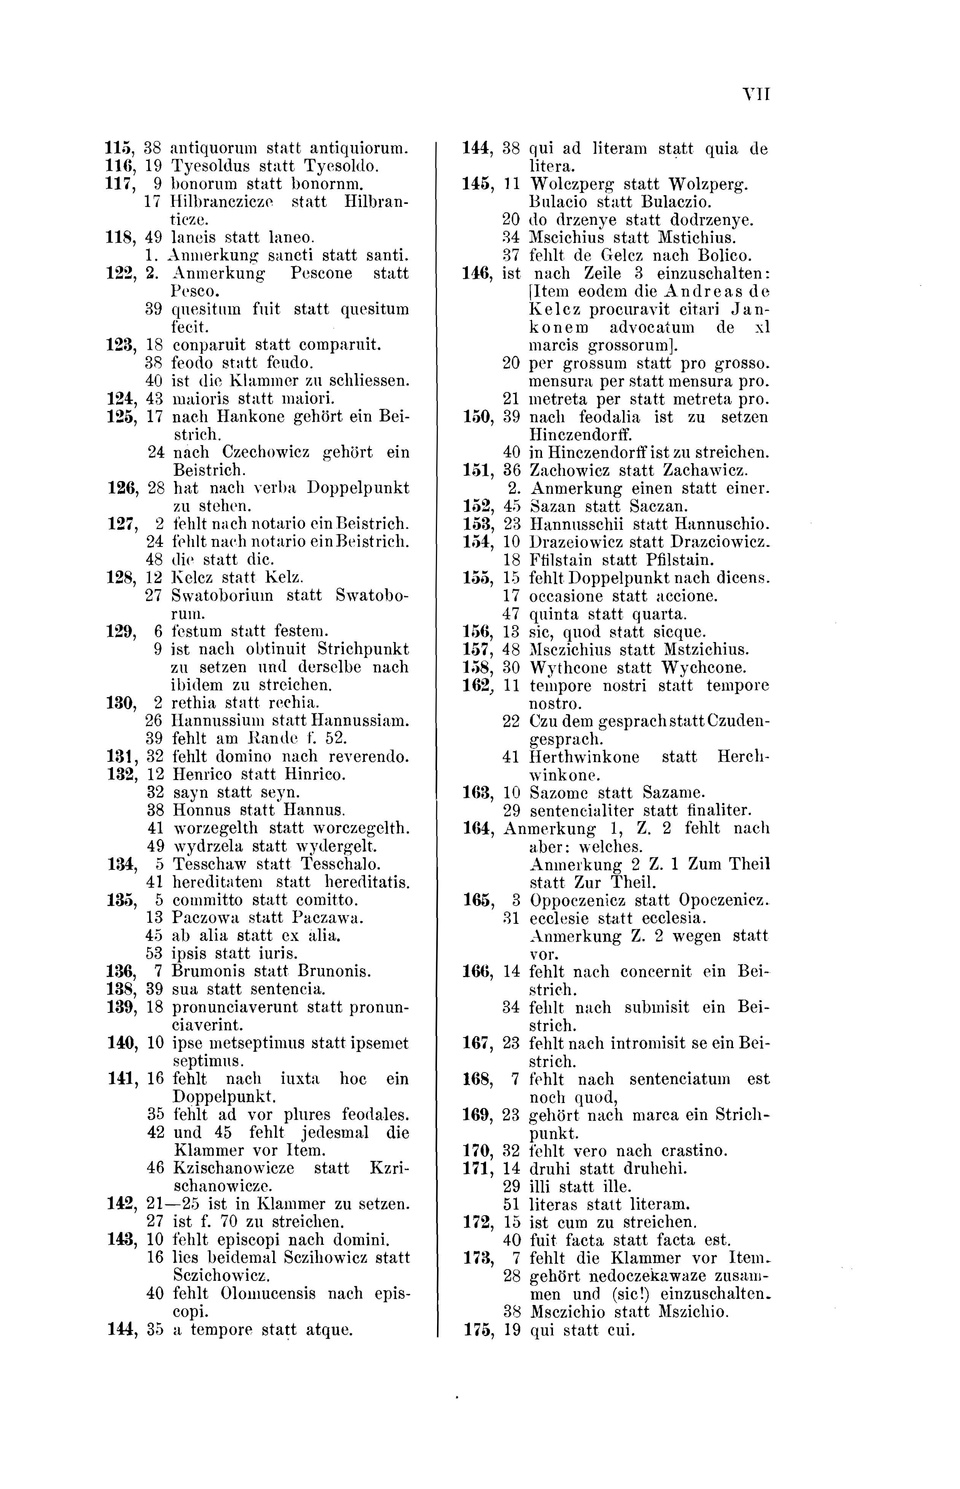 VII
115, 38 antiquorum statt antiquiorum.
116, 19 Tyesoldus statt Tyesoldo.
117, 9 bonorum statt bonornm.
17 Hilbranczicze statt Hilbran-
ticze.
118, 49 laneis statt laneo.
1. Anmerkung sancti statt santi.
122, 2. Anmerkung Pescone statt
Pesco.
39 quesitum fuit statt quesitum
fecit.
123, 18 conparuit statt comparuit.
38 feodo statt feudo.
40 ist die Klammer zu schliessen.
124, 43 maioris statt maiori.
125, 17 nach Hankone gehört ein Bei-
strich.
24 nach Czechowicz gehört ein
Beistrich.
126, 28 hat nach verba Doppelpunkt
zu stehen.
127, 2 fehlt nach notario ein Beistrich.
24 fehlt nach notario ein Beistrich.
48 die statt dic.
128, 12 Kelcz statt Kelz.
27 Swatoborium statt Swatobo-
rum.
129, 6 festum statt festem.
9 ist nach obtinuit Strichpunkt
zu setzen und derselbe nach
ibidem zu streichen.
130, 2 rethia statt rechia.
26 Hannussium statt Hannussiam.
39 fehlt am Rande f. 52.
131, 32 fehlt domino nach reverendo.
132, 12 Henrico statt Hinrico.
32 sayn statt seyn.
38 Honnus statt Hannus.
41 worzegelth statt worczegelth.
49 wydrzela statt wydergelt.
134, 5 Tesschaw statt Tesschalo.
41 hereditatem statt hereditatis.
135, 5 committo statt comitto.
13 Paczowa statt Paczawa.
45 ab alia statt ex alia.
53 ipsis statt iuris.
136, 7 Brumonis statt Brunonis.
138, 39 sua statt sentencia.
139, 18 pronunciaverunt statt pronun-
ciaverint.
140, 10 ipse metseptimus statt ipsemet
septimus.
141, 16 fehlt nach iuxta hoc ein
Doppelpunkt.
35 fehlt ad vor plures feodales.
42 und 45 fehlt jedesmal die
Klammer vor Item.
46 Kzischanowicze statt Kzri-
schanowicze.
142, 21—25 ist in Klammer zu setzen.
27 ist f. 70 zu streichen.
143, 10 fehlt episcopi nach domini.
16 lies beidemal Sczihowicz statt
Sczichowicz.
40 fehlt Olomucensis nach epis-
copi.
144, 35 a tempore statt atque.
144, 38 qui ad literam statt quia de
litera.
145, 11 Wolczperg statt Wolzperg.
Bulacio statt Bulaczio.
20 do drzenye statt dodrzenye.
34 Mscichius statt Mstichius.
37 fehlt de Gelcz nach Bolico.
146, ist nach Zeile 3 einzuschalten:
[Item eodem die Andreas de
Kelcz procuravit citari Jan-
konem advocatum de xl
marcis grossorum].
20 per grossum statt pro grosso.
mensura per statt mensura pro.
21 metreta per statt metreta pro.
150, 39 nach feodalia ist zu setzen
Hinczendorff.
40 in Hinczendorff ist zu streichen.
151, 36 Zachowicz statt Zachawicz.
2. Anmerkung einen statt einer.
152, 45 Sazan statt Saczan.
153, 23 Hannusschii statt Hannuschio.
154, 10 Drazeiowicz statt Drazciowicz.
18 Ffilstain statt Pfilstain.
155, 15 fehlt Doppelpunkt nach dicens.
17 occasione statt accione.
47 quinta statt quarta.
156, 13 sic, quod statt sicque.
157, 48 Msczichius statt Mstzichius.
158, 30 Wythcone statt Wychcone.
162, 11 tempore nostri statt tempore
nostro.
22 Czu dem gesprach statt Czuden-
gesprach.
41 Herthwinkone statt Herch-
winkone.
163, 10 Sazome statt Sazame.
29 sentencialiter statt finaliter.
164, Anmerkung 1, Z. 2 fehlt nach
aber: welches.
Anmerkung 2 Z. 1 Zum Theil
statt Zur Theil.
165, 3 Oppoczenicz statt Opoczenicz.
31 ecclesie statt ecclesia.
Anmerkung Z. 2 wegen statt
vor.
166, 14 fehlt nach concernit ein Bei-
strich.
34 fehlt nach submisit ein Bei-
strich.
167, 23 fehlt nach intromisit se ein Bei-
strich.
168, 7 fehlt nach sentenciatum est
noch quod,
169, 23 gehört nach marca ein Strich-
punkt.
170, 32 fehlt vero nach crastino.
171, 14 druhi statt druhehi.
29 illi statt ille.
51 literas statt literam.
172, 15 ist cum zu streichen.
40 fuit facta statt facta est.
173, 7 fehlt die Klammer vor Item.
28 gehört nedoczekawaze zusam-
men und (sic!) einzuschalten.
38 Msczichio statt Mszichio.
175, 19 qui statt cui.